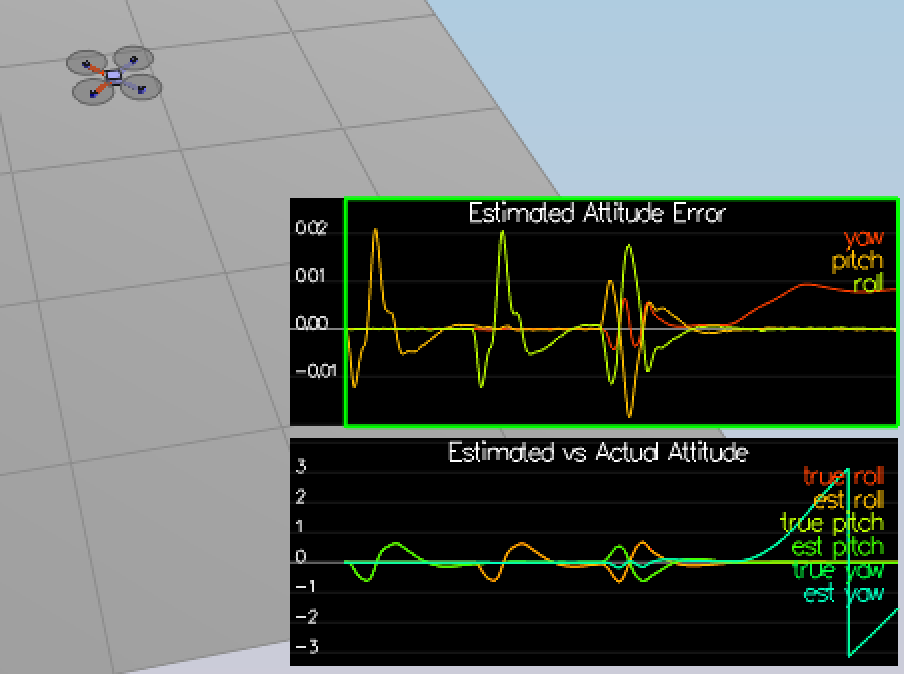 Estimated Attitude Error
0.02
yaw
pitch
0.01
roll
0.00
-0.01
Estimated vs Actual Attitude
3
true roll
2
est roll
1
true pitch
est pitch
0
true yaw
-1
est yaw
-2
-3